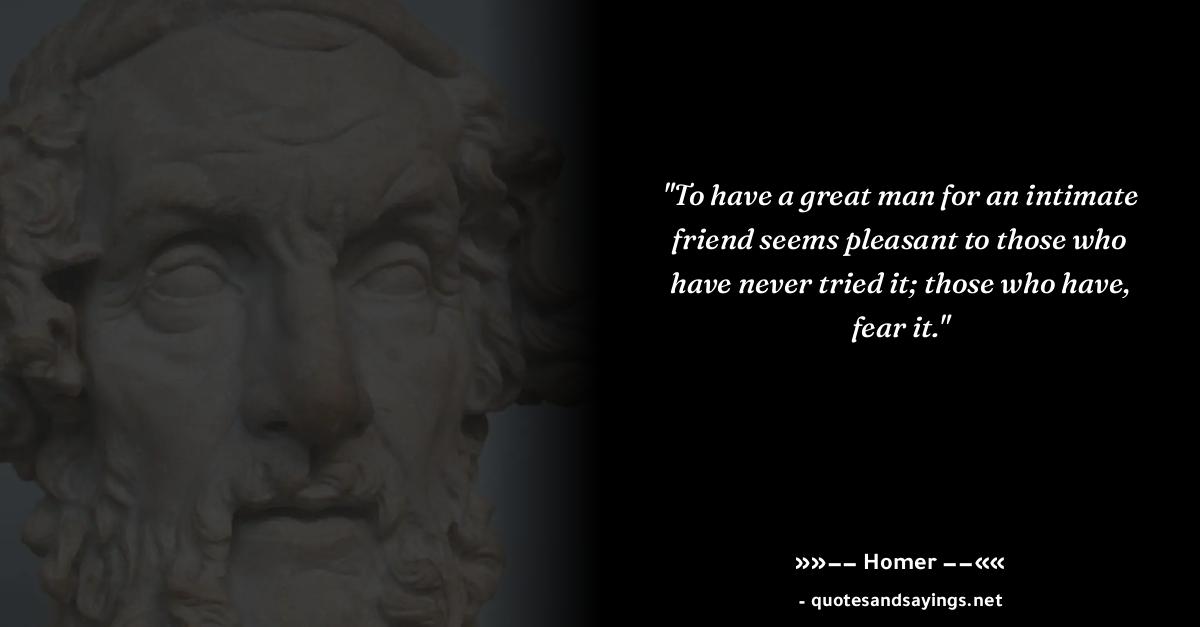 "To have a great man for an intimate
friend seems pleasant to those who
have never tried it; those who have,
fear it."
»»−− Homer −−««
- quotesandsayings.net